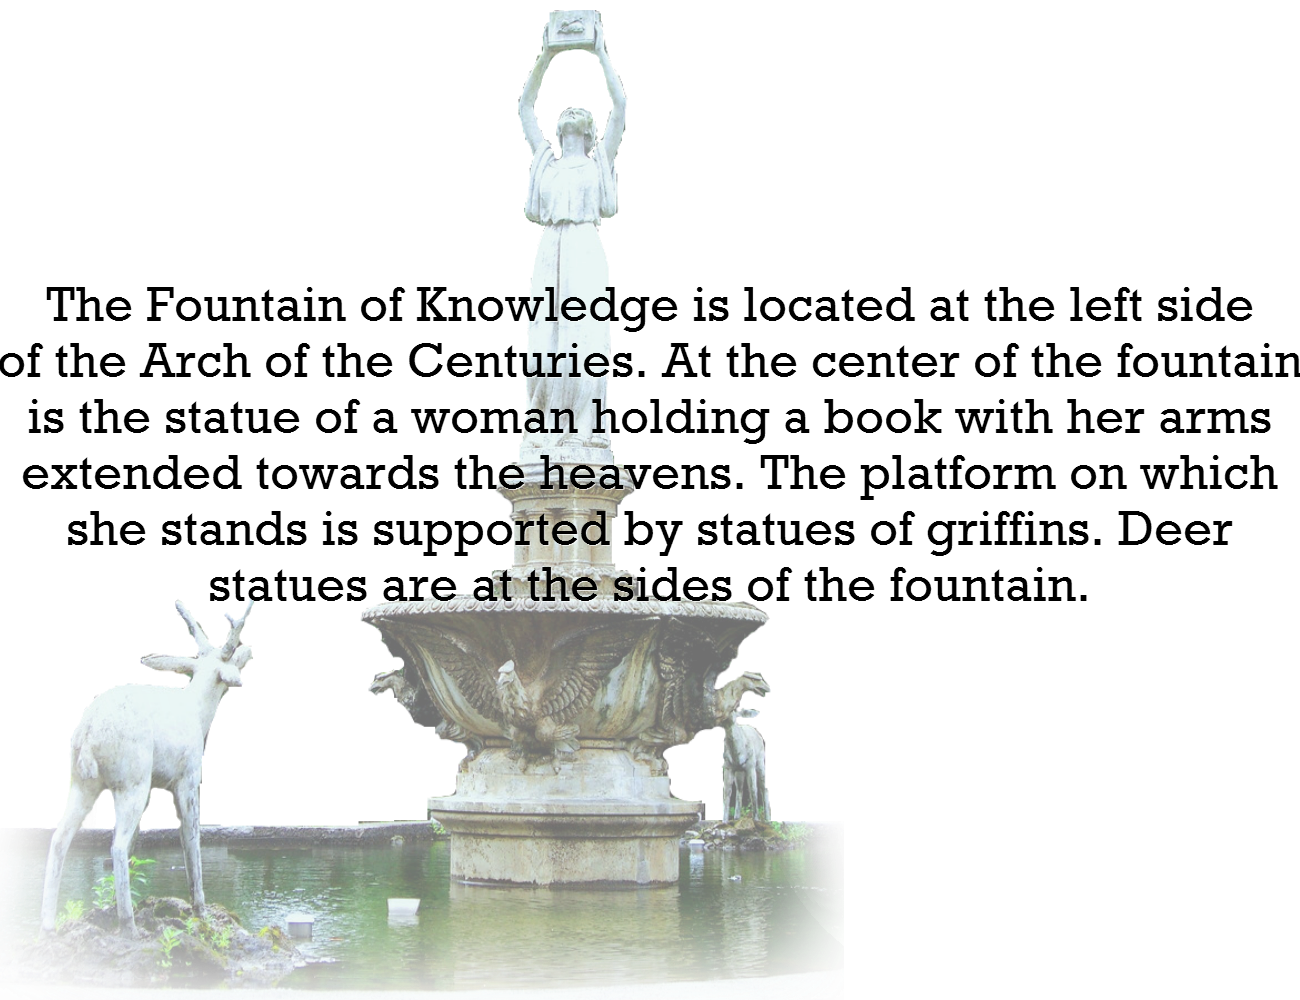 The Fountain of Knowledge is located at the left side
of the Arch of the Centuries. At the center of the fountain
is the statue of a woman holding a book with her arms
extended towards the heavens. The platform on which
she stands is supported by statues of griffins. Deer
statues are at the sides of the fountain.